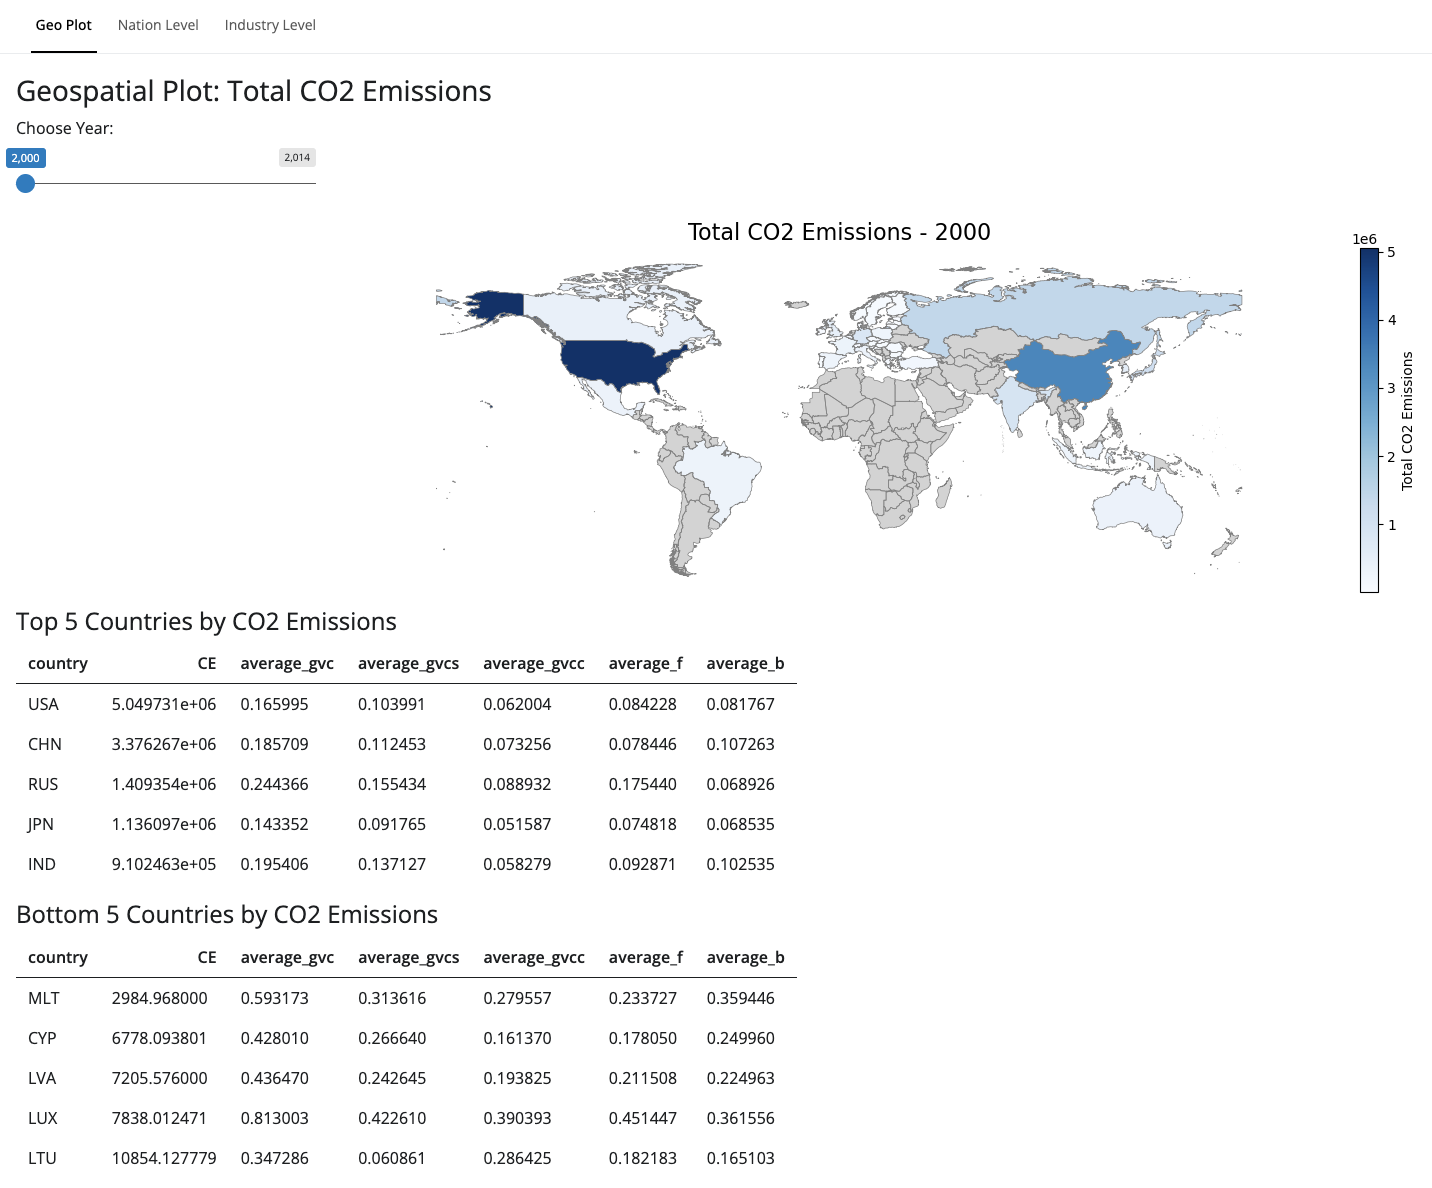 Geo Plot Nation Level Industry Level
Geospatial Plot: Total CO2 Emissions
Choose Year:
2,000 2,014
Total CO2 Emissions - 2000
1e6
5
4
3
2
1
Total CO2 Emissions
Top 5 Countries by CO2 Emissions
country CE average_gvc average_gvcs average_gvcc average_f average_b
USA 5.049731e+06 0.165995 0.103991 0.062004 0.084228 0.081767
CHN 3.376267e+06 0.185709 0.112453 0.073256 0.078446 0.107263
RUS 1.409354e+06 0.244366 0.155434 0.088932 0.175440 0.068926
JPN 1.136097e+06 0.143352 0.091765 0.051587 0.074818 0.068535
IND 9.102463e+05 0.195406 0.137127 0.058279 0.092871 0.102535
Bottom 5 Countries by CO2 Emissions
country CE average_gvc average_gvcs average_gvcc average_f average_b
MLT 2984.968000 0.593173 0.313616 0.279557 0.233727 0.359446
CYP 6778.093801 0.428010 0.266640 0.161370 0.178050 0.249960
LVA 7205.576000 0.436470 0.242645 0.193825 0.211508 0.224963
LUX 7838.012471 0.813003 0.422610 0.390393 0.451447 0.361556
LTU 10854.127779 0.347286 0.060861 0.286425 0.182183 0.165103